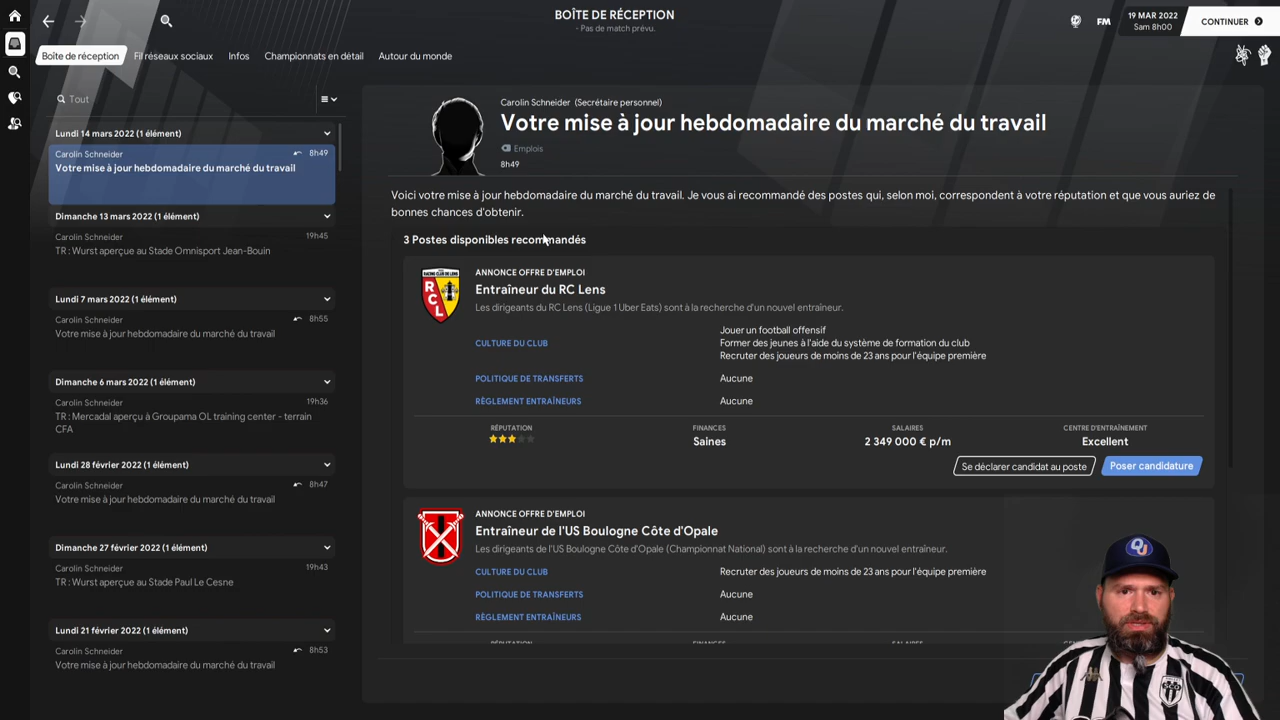 BOÎTE DE RÉCEPTION
- Pas de match prévu.
FM
19 MAR 2022
Sam 8h00
CONTINUER
Boîte de réception
Fil réseaux sociaux
Infos
Championnats en détail
Autour du monde
Tout
Lundi 14 mars 2022 (1 élément)
Carolin Schneider
8h49
Votre mise à jour hebdomadaire du marché du travail
Dimanche 13 mars 2022 (1 élément)
Carolin Schneider
19h45
TR : Wurst aperçue au Stade Omnisport Jean-Bouin
Lundi 7 mars 2022 (1 élément)
Carolin Schneider
8h55
Votre mise à jour hebdomadaire du marché du travail
Dimanche 6 mars 2022 (1 élément)
Carolin Schneider
19h36
TR : Mercadal aperçu à Groupama OL training center - terrain
CFA
Lundi 28 février 2022 (1 élément)
Carolin Schneider
8h47
Votre mise à jour hebdomadaire du marché du travail
Dimanche 27 février 2022 (1 élément)
Carolin Schneider
19h43
TR : Wurst aperçue au Stade Paul Le Cesne
Lundi 21 février 2022 (1 élément)
Carolin Schneider
8h53
Votre mise à jour hebdomadaire du marché du travail
Carolin Schneider (Secrétaire personnel)
Votre mise à jour hebdomadaire du marché du travail
Emplois
8h49
Voici votre mise à jour hebdomadaire du marché du travail. Je vous ai recommandé des postes qui, selon moi, correspondent à votre réputation et que vous auriez de
bonnes chances d'obtenir.
3 Postes disponibles recommandés
RCL
ANNONCE OFFRE D'EMPLOI
Entraîneur du RC Lens
Les dirigeants du RC Lens (Ligue 1 Uber Eats) sont à la recherche d'un nouvel entraîneur.
CULTURE DU CLUB
Jouer un football offensif
Former des jeunes à l'aide du système de formation du club
Recruter des joueurs de moins de 23 ans pour l'équipe première
POLITIQUE DE TRANSFERTS
Aucune
RÈGLEMENT ENTRAÎNEURS
Aucune
RÉPUTATION
FINANCES
Saines
SALAIRES
2 349 000 € p/m
CENTRE D'ENTRAÎNEMENT
Excellent
Se déclarer candidat au poste
Poser candidature
ANNONCE OFFRE D'EMPLOI
Entraîneur de l'US Boulogne Côte d'Opale
Les dirigeants de l'US Boulogne Côte d'Opale (Championnat National) sont à la recherche d'un nouvel entraîneur.
CULTURE DU CLUB
Recruter des joueurs de moins de 23 ans pour l'équipe première
POLITIQUE DE TRANSFERTS
Aucune
RÈGLEMENT ENTRAÎNEURS
Aucune
SCO